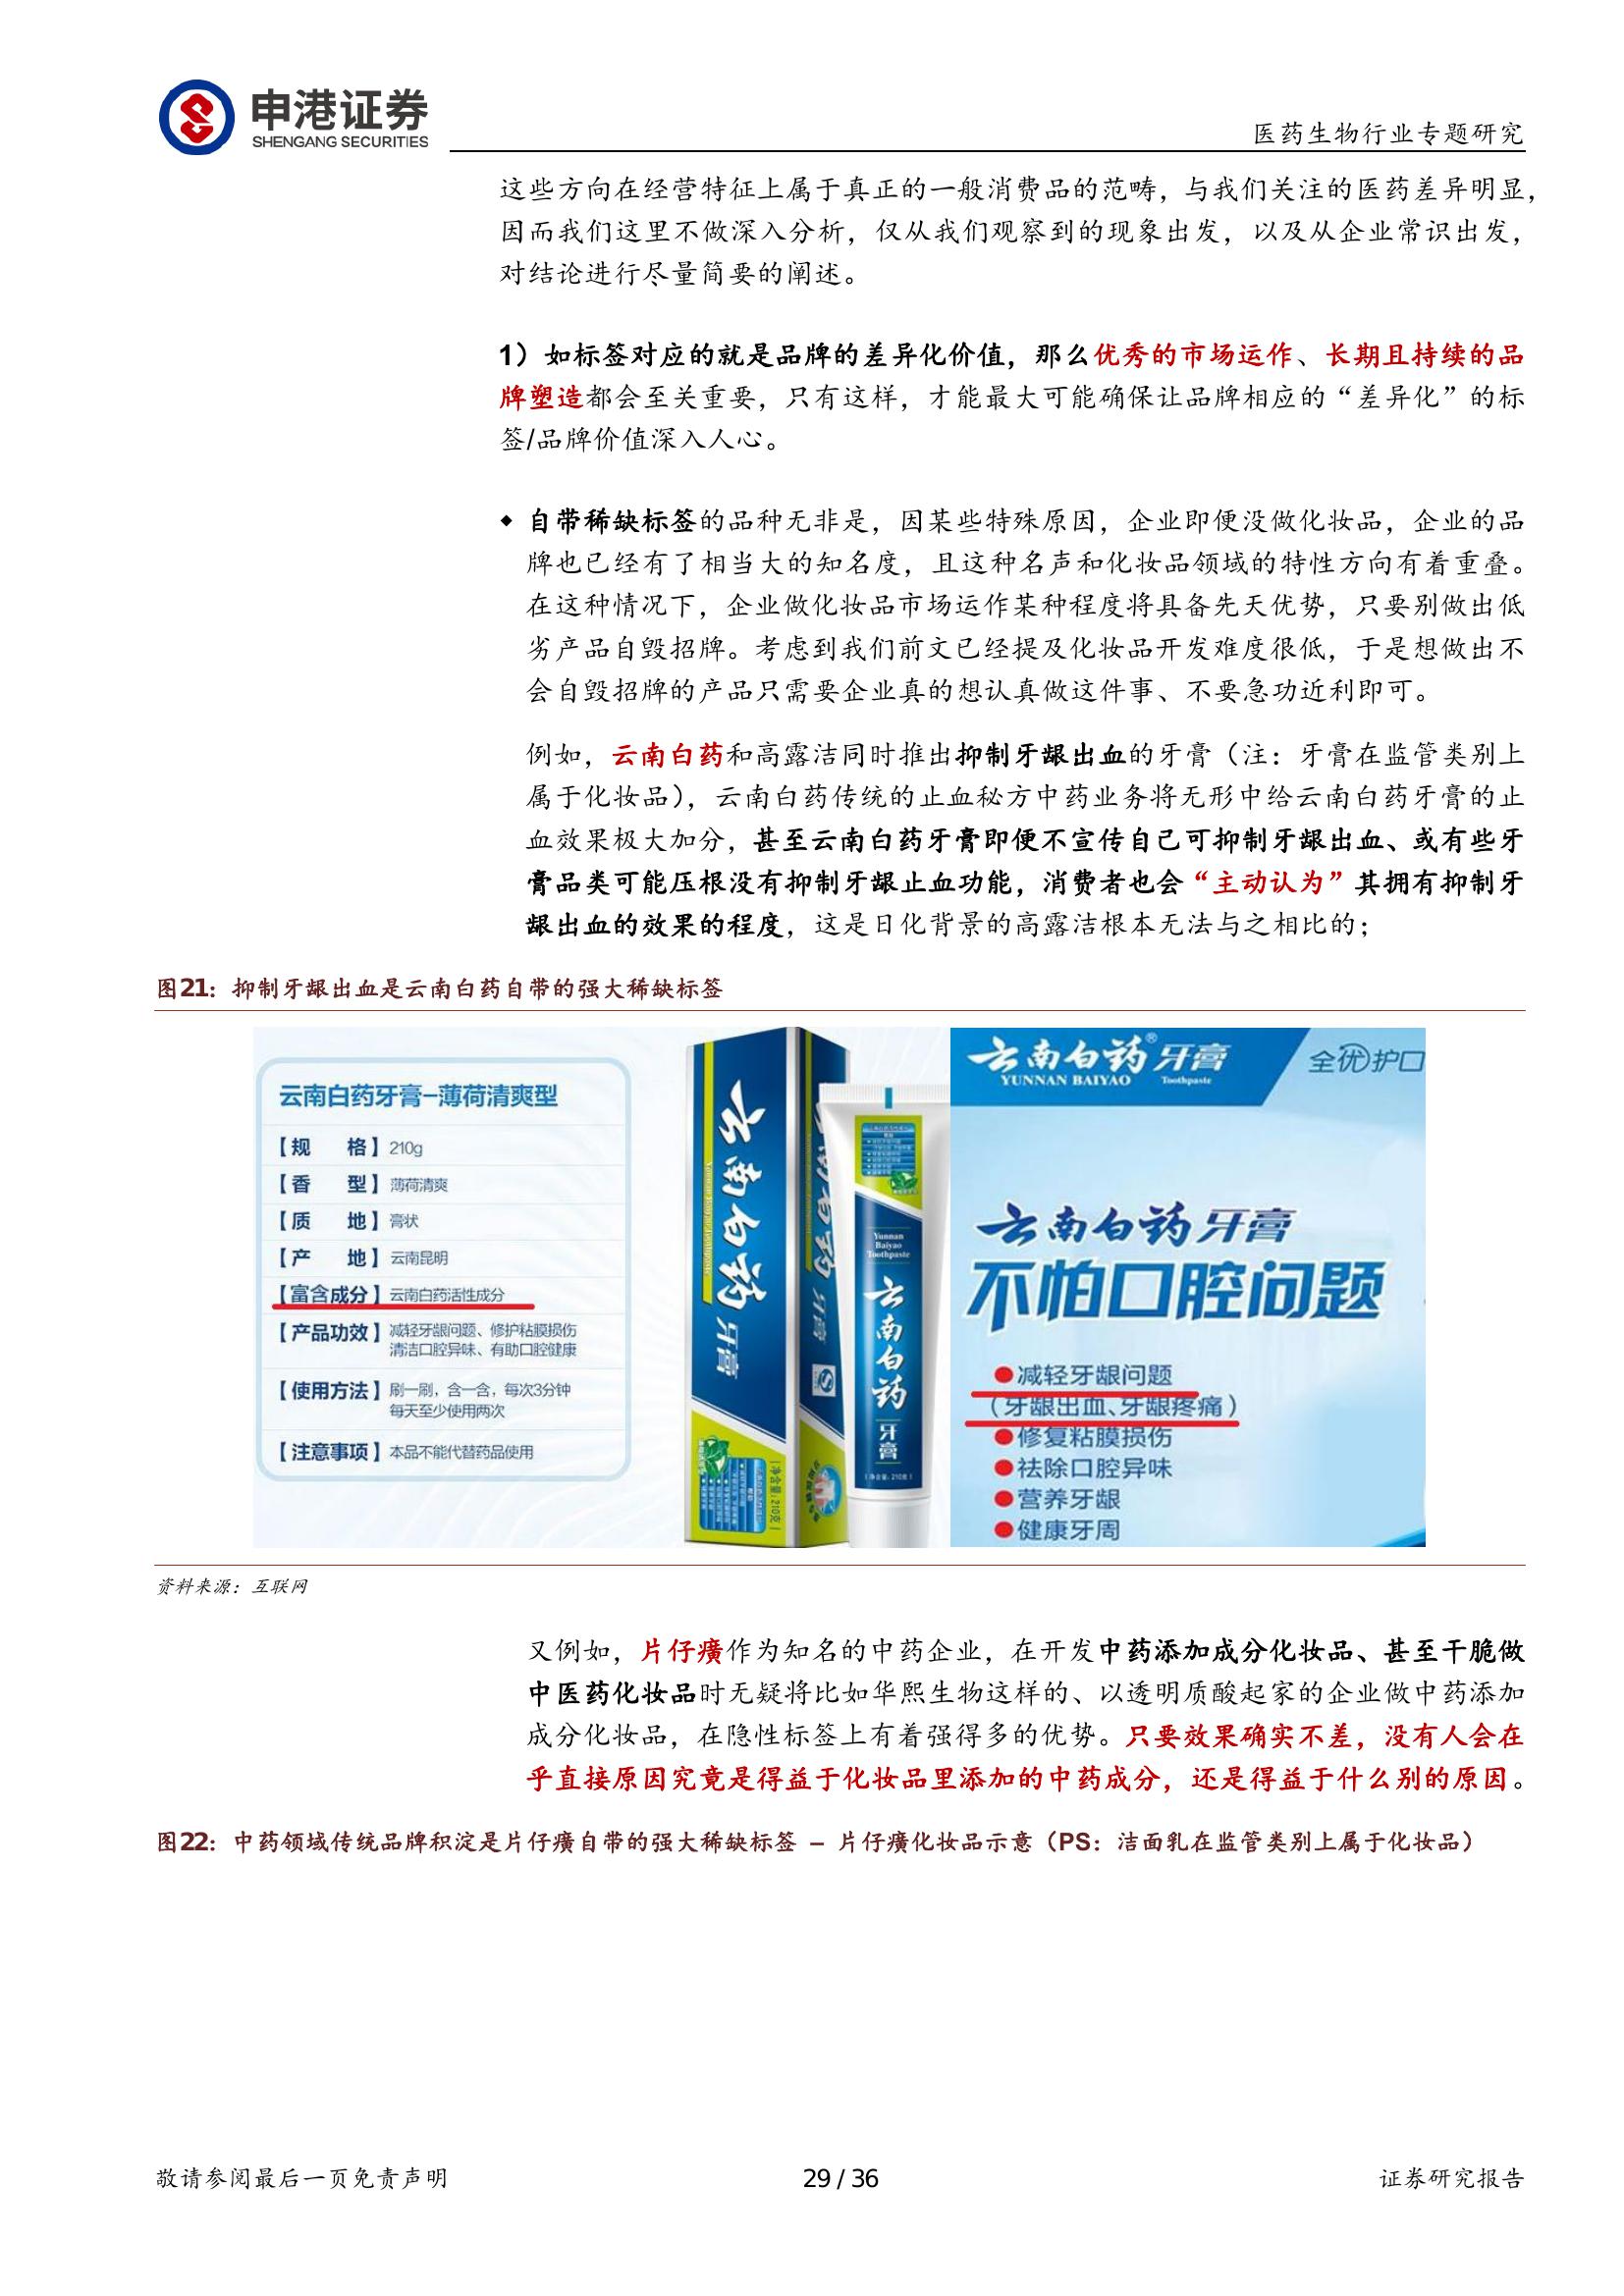 申港证券
SHENGANG SECURITIES
医药生物行业专题研究
这些方向在经营特征上属于真正的一般消费品的范畴，与我们关注的医药差异明显，
因而我们这里不做深入分析，仅从我们观察到的现象出发，以及从企业常识出发，
对结论进行尽量简要的阐述。
1）如标签对应的就是品牌的差异化价值，那么优秀的市场运作、长期且持续的品
牌塑造都会至关重要，只有这样，才能最大可能确保让品牌相应的“差异化”的标
签/品牌价值深入人心。
◆ 自带稀缺标签的品种无非是，因某些特殊原因，企业即便没做化妆品，企业的品
牌也已经有了相当大的知名度，且这种名声和化妆品领域的特性方向有着重叠。
在这种情况下，企业做化妆品市场运作某种程度将具备先天优势，只要别做出低
劣产品自毁招牌。考虑到我们前文已经提及化妆品开发难度很低，于是想做出不
会自毁招牌的产品只需要企业真的想认真做这件事、不要急功近利即可。
例如，云南白药和高露洁同时推出抑制牙龈出血的牙膏（注：牙膏在监管类别上
属于化妆品），云南白药传统的止血秘方中药业务将无形中给云南白药牙膏的止
血效果极大加分，甚至云南白药牙膏即便不宣传自己可抑制牙龈出血、或有些牙
膏品类可能压根没有抑制牙龈止血功能，消费者也会“主动认为”其拥有抑制牙
龈出血的效果的程度，这是日化背景的高露洁根本无法与之相比的；
图21：抑制牙龈出血是云南白药自带的强大稀缺标签
云南白药牙膏-薄荷清爽型
【规 格】210g
【香 型】薄荷清爽
【质 地】膏状
【产 地】云南昆明
【富含成分】云南白药活性成分
【产品功效】减轻牙龈问题、修护粘膜损伤
清洁口腔异味、有助口腔健康
【使用方法】刷一刷，含一含，每次3分钟
每天至少使用两次
【注意事项】本品不能代替药品使用
云南白药 牙膏
净含量:210克
Yunnan
Baiyao
Toothpaste
云南白药
牙膏
云南白药®牙膏
YUNNAN BAIYAO Toothpaste
全优护口
云南白药牙膏
不怕口腔问题
●减轻牙龈问题
（牙龈出血、牙龈疼痛）
●修复粘膜损伤
●祛除口腔异味
●营养牙龈
●健康牙周
资料来源：互联网
又例如，片仔癀作为知名的中药企业，在开发中药添加成分化妆品、甚至干脆做
中医药化妆品时无疑将比如华熙生物这样的、以透明质酸起家的企业做中药添加
成分化妆品，在隐性标签上有着强得多的优势。只要效果确实不差，没有人会在
乎直接原因究竟是得益于化妆品里添加的中药成分，还是得益于什么别的原因。
图22：中药领域传统品牌积淀是片仔癀自带的强大稀缺标签 – 片仔癀化妆品示意（PS：洁面乳在监管类别上属于化妆品）
敬请参阅最后一页免责声明
29 / 36
证券研究报告